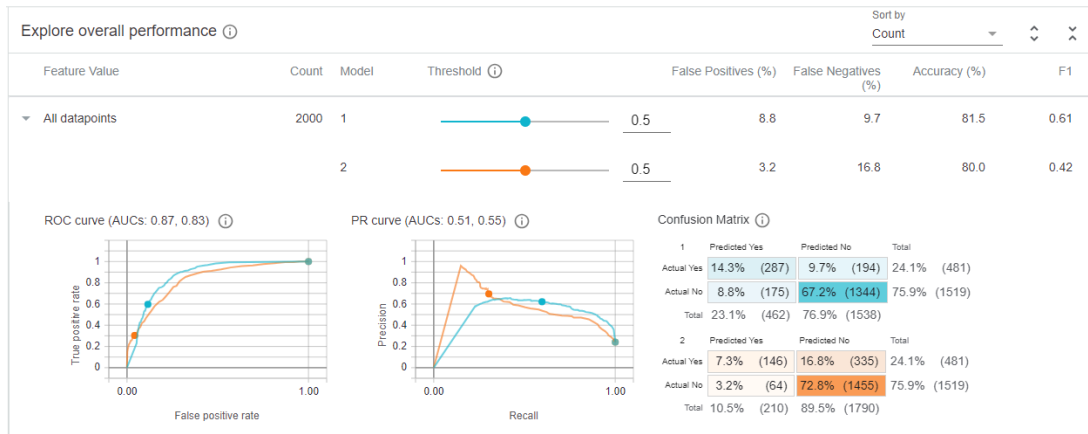 Sort by
Explore overall performance
Count
Feature Value Count Model Threshold False Positives (%) False Negatives (%) Accuracy (%) F1
All datapoints 2000 1 0.5 8.8 9.7 81.5 0.61
2 0.5 3.2 16.8 80.0 0.42
ROC curve (AUCs: 0.87, 0.83)
True positive rate
1
0.8
0.6
0.4
0.2
0
0.00 1.00
False positive rate
PR curve (AUCs: 0.51, 0.55)
Precision
1
0.8
0.6
0.4
0.2
0
0.00 1.00
Recall
Confusion Matrix
1 Predicted Yes Predicted No Total
Actual Yes 14.3% (287) 9.7% (194) 24.1% (481)
Actual No 8.8% (175) 67.2% (1344) 75.9% (1519)
Total 23.1% (462) 76.9% (1538)
2 Predicted Yes Predicted No Total
Actual Yes 7.3% (146) 16.8% (335) 24.1% (481)
Actual No 3.2% (64) 72.8% (1455) 75.9% (1519)
Total 10.5% (210) 89.5% (1790)